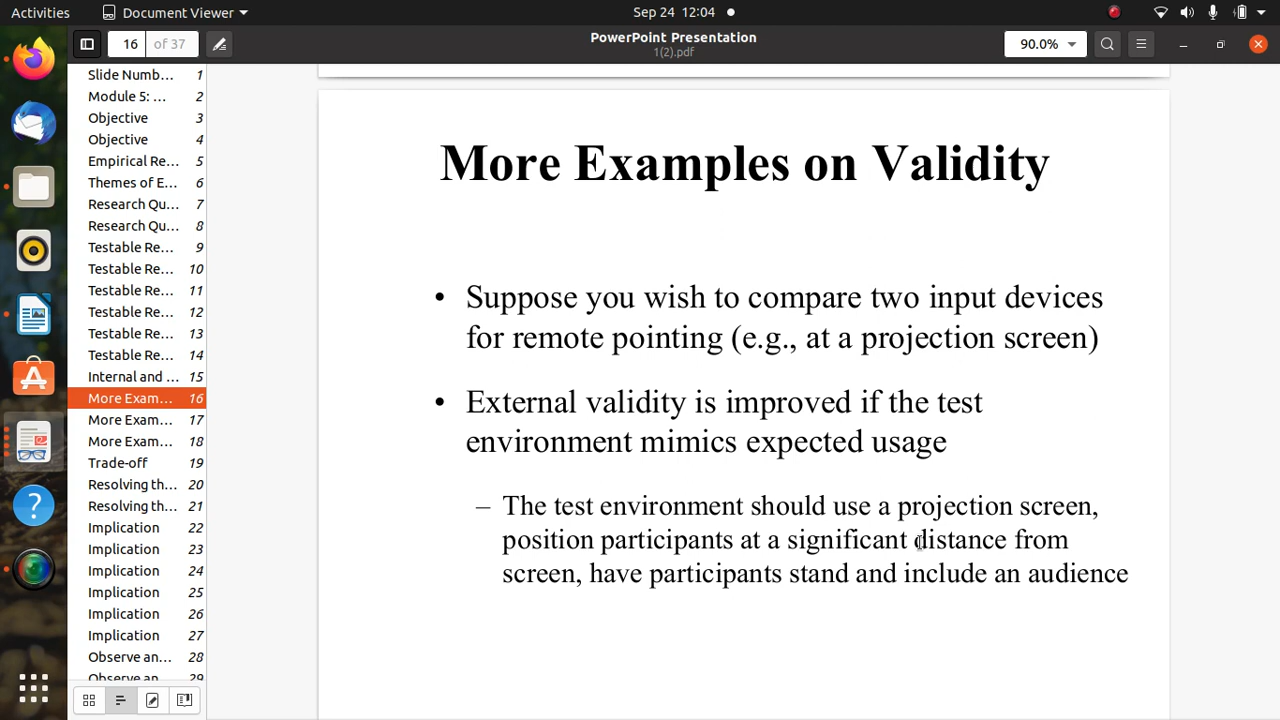 Activities
Document Viewer
Sep 24 12:04
16 of 37
PowerPoint Presentation
1(2).pdf
90.0%
Slide Numb... 1
Module 5: ... 2
Objective 3
Objective 4
Empirical Re... 5
Themes of E... 6
Research Qu... 7
Research Qu... 8
Testable Re... 9
Testable Re... 10
Testable Re... 11
Testable Re... 12
Testable Re... 13
Testable Re... 14
Internal and ... 15
More Exam... 16
More Exam... 17
More Exam... 18
Trade-off 19
Resolving th... 20
Resolving th... 21
Implication 22
Implication 23
Implication 24
Implication 25
Implication 26
Implication 27
Observe an... 28
Observe an... 29
More Examples on Validity
• Suppose you wish to compare two input devices
for remote pointing (e.g., at a projection screen)
• External validity is improved if the test
environment mimics expected usage
– The test environment should use a projection screen,
position participants at a significant distance from
screen, have participants stand and include an audience